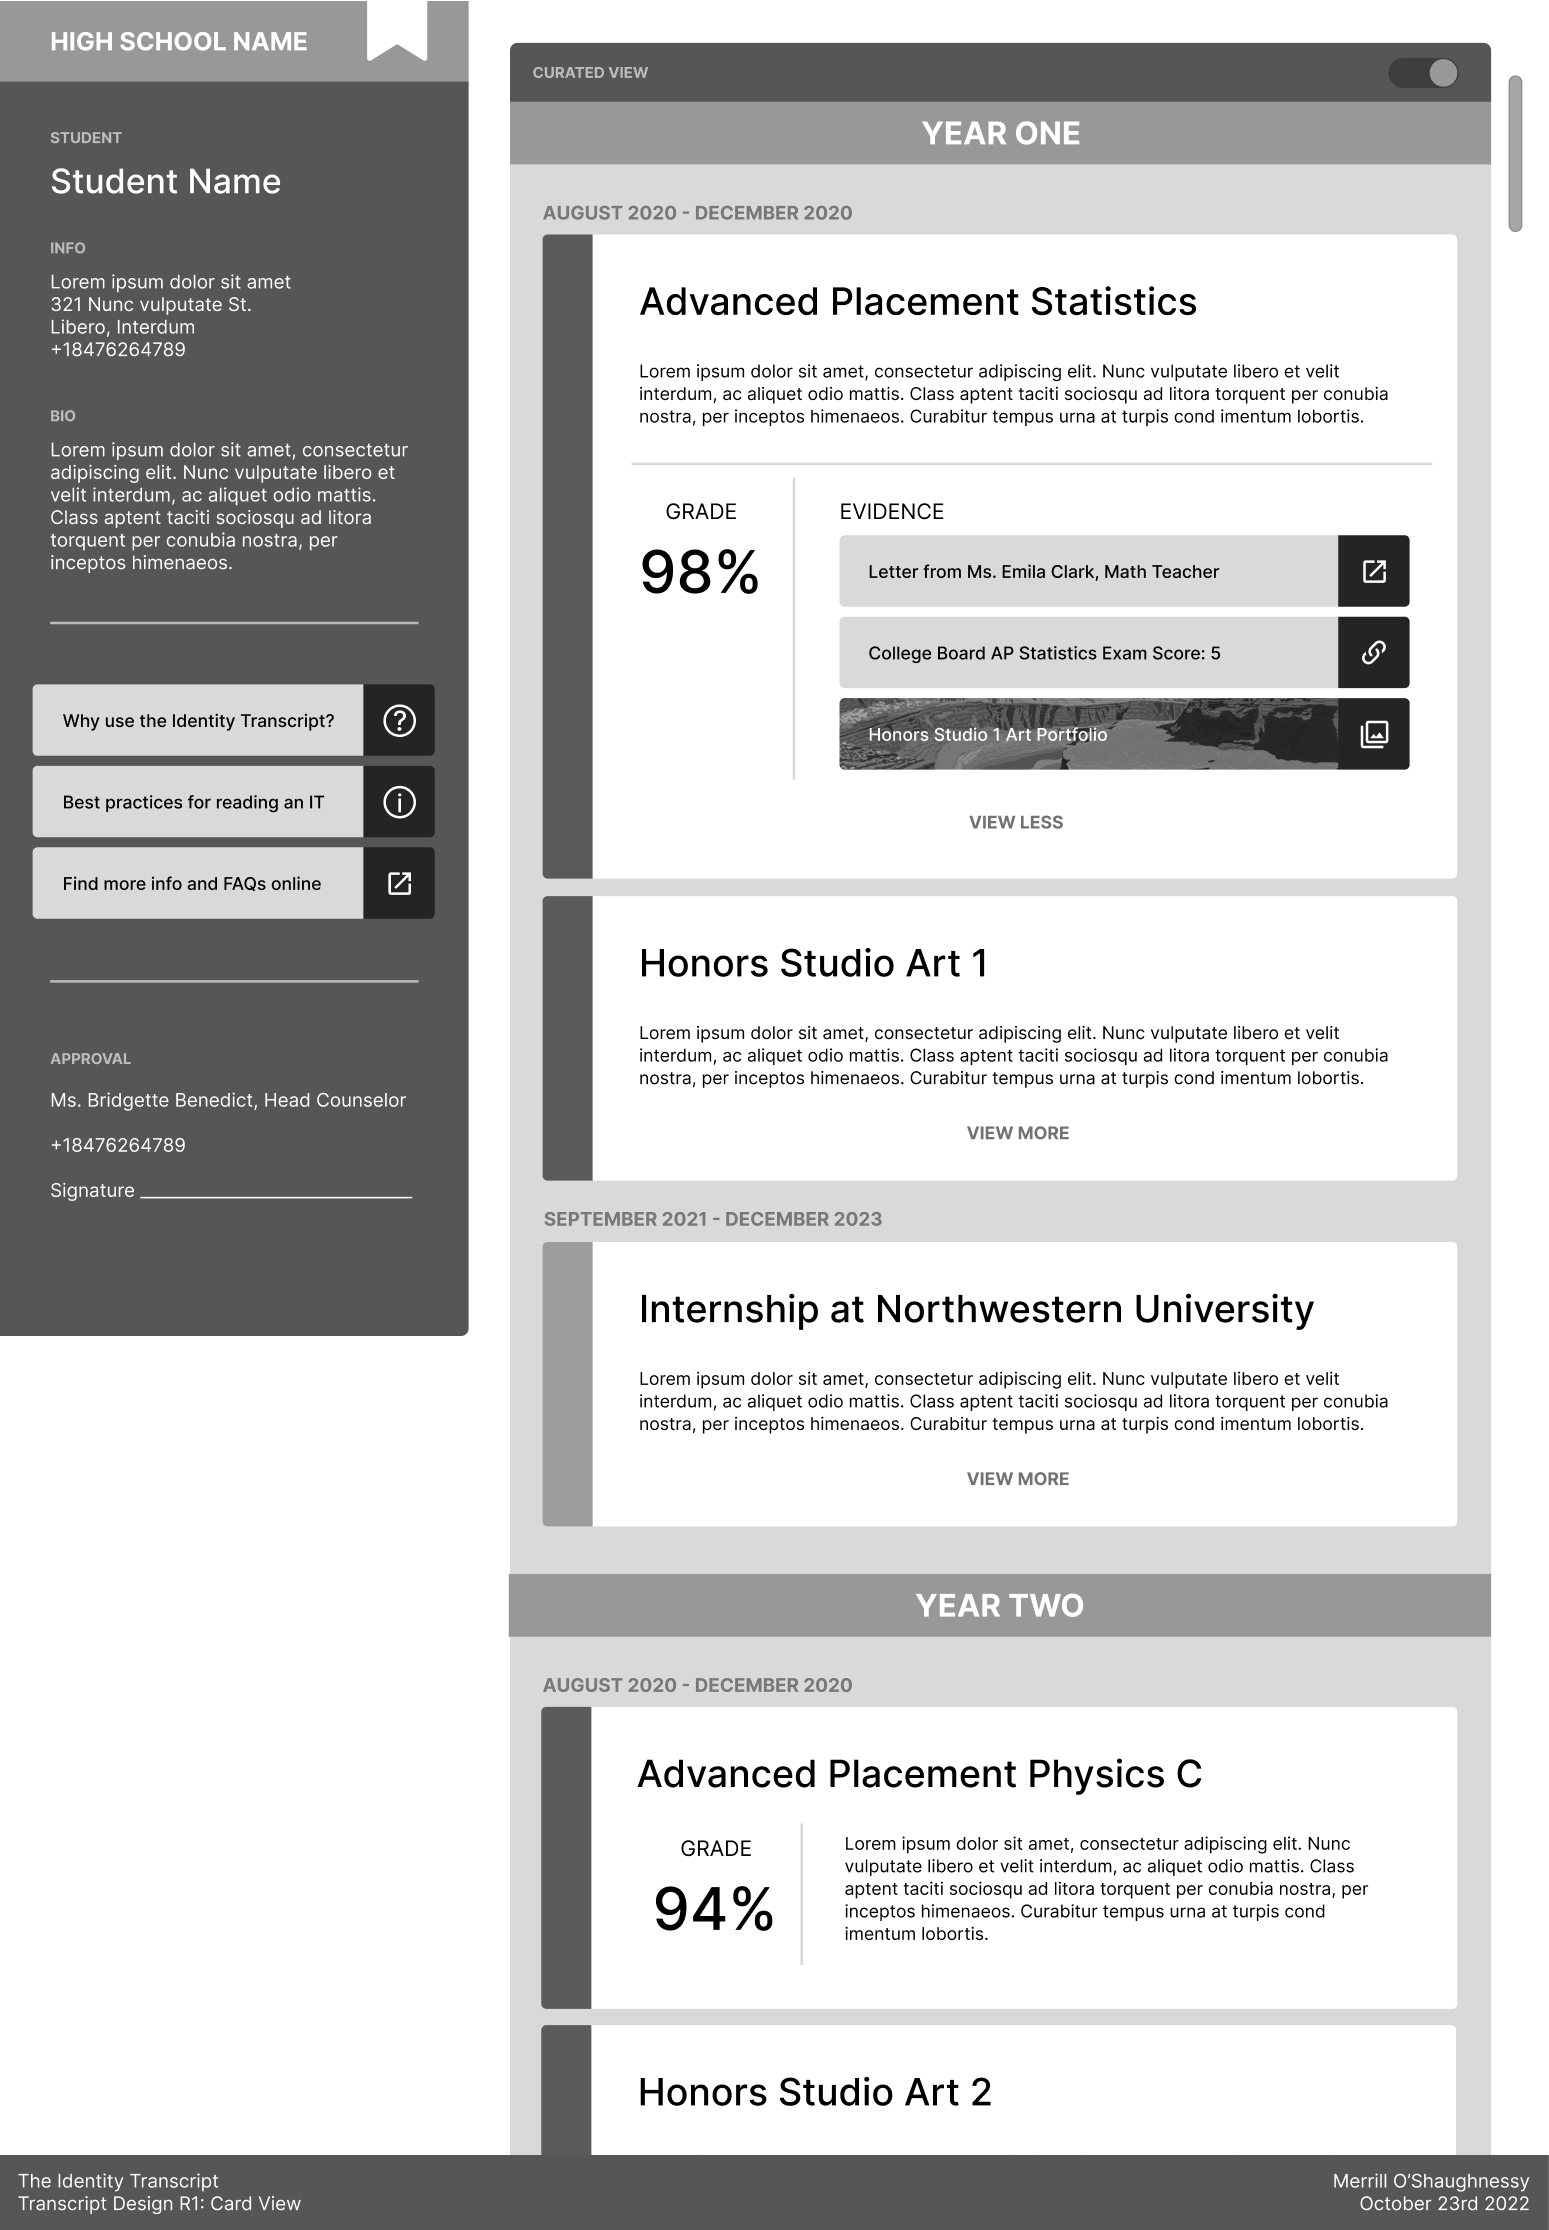 HIGH SCHOOL NAME
STUDENT
Student Name
INFO
Lorem ipsum dolor sit amet
321 Nunc vulputate St.
Libero, Interdum
+18476264789
BIO
Lorem ipsum dolor sit amet, consectetur
adipiscing elit. Nunc vulputate libero et
velit interdum, ac aliquet odio mattis.
Class aptent taciti sociosqu ad litora
torquent per conubia nostra, per
inceptos himenaeos.
Why use the Identity Transcript?
Best practices for reading an IT
Find more info and FAQs online
APPROVAL
Ms. Bridgette Benedict, Head Counselor
+18476264789
Signature
CURATED VIEW
YEAR ONE
AUGUST 2020 - DECEMBER 2020
Advanced Placement Statistics
Lorem ipsum dolor sit amet, consectetur adipiscing elit. Nunc vulputate libero et velit
interdum, ac aliquet odio mattis. Class aptent taciti sociosqu ad litora torquent per conubia
nostra, per inceptos himenaeos. Curabitur tempus urna at turpis cond imentum lobortis.
GRADE
98%
EVIDENCE
Letter from Ms. Emila Clark, Math Teacher
College Board AP Statistics Exam Score: 5
Honors Studio 1 Art Portfolio
VIEW LESS
Honors Studio Art 1
Lorem ipsum dolor sit amet, consectetur adipiscing elit. Nunc vulputate libero et velit
interdum, ac aliquet odio mattis. Class aptent taciti sociosqu ad litora torquent per conubia
nostra, per inceptos himenaeos. Curabitur tempus urna at turpis cond imentum lobortis.
VIEW MORE
SEPTEMBER 2021 - DECEMBER 2023
Internship at Northwestern University
Lorem ipsum dolor sit amet, consectetur adipiscing elit. Nunc vulputate libero et velit
interdum, ac aliquet odio mattis. Class aptent taciti sociosqu ad litora torquent per conubia
nostra, per inceptos himenaeos. Curabitur tempus urna at turpis cond imentum lobortis.
VIEW MORE
YEAR TWO
AUGUST 2020 - DECEMBER 2020
Advanced Placement Physics C
GRADE
94%
Lorem ipsum dolor sit amet, consectetur adipiscing elit. Nunc
vulputate libero et velit interdum, ac aliquet odio mattis. Class
aptent taciti sociosqu ad litora torquent per conubia nostra, per
inceptos himenaeos. Curabitur tempus urna at turpis cond
imentum lobortis.
Honors Studio Art 2
The Identity Transcript
Transcript Design R1: Card View
Merrill O’Shaughnessy
October 23rd 2022